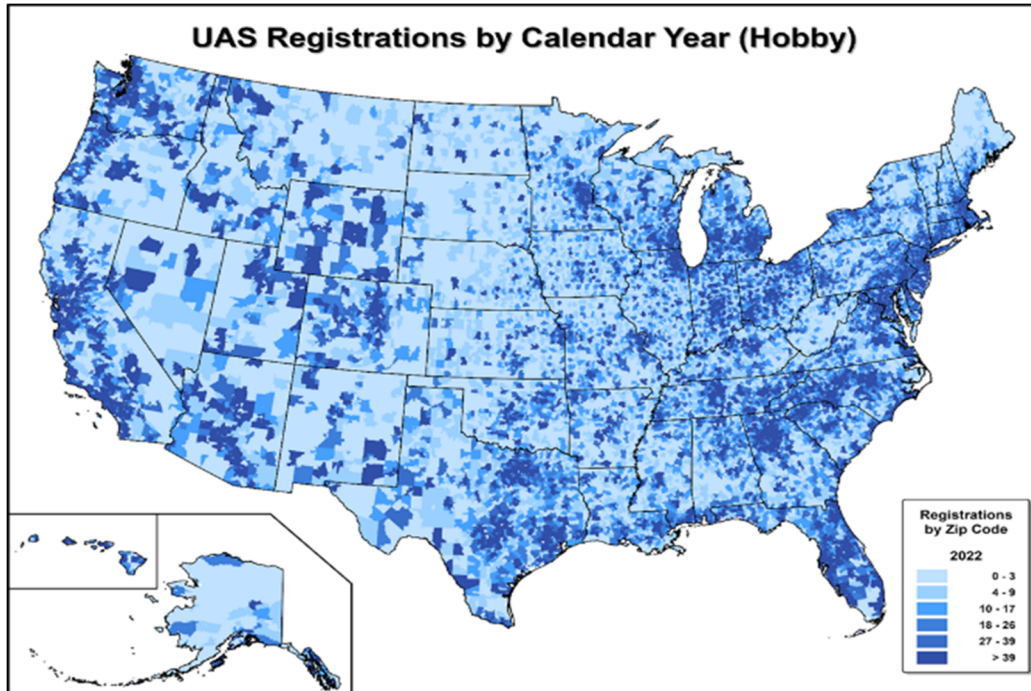 UAS Registrations by Calendar Year (Hobby)
Registrations
by Zip Code
2022
0 - 3
4 - 9
10 - 17
18 - 26
27 - 39
> 39